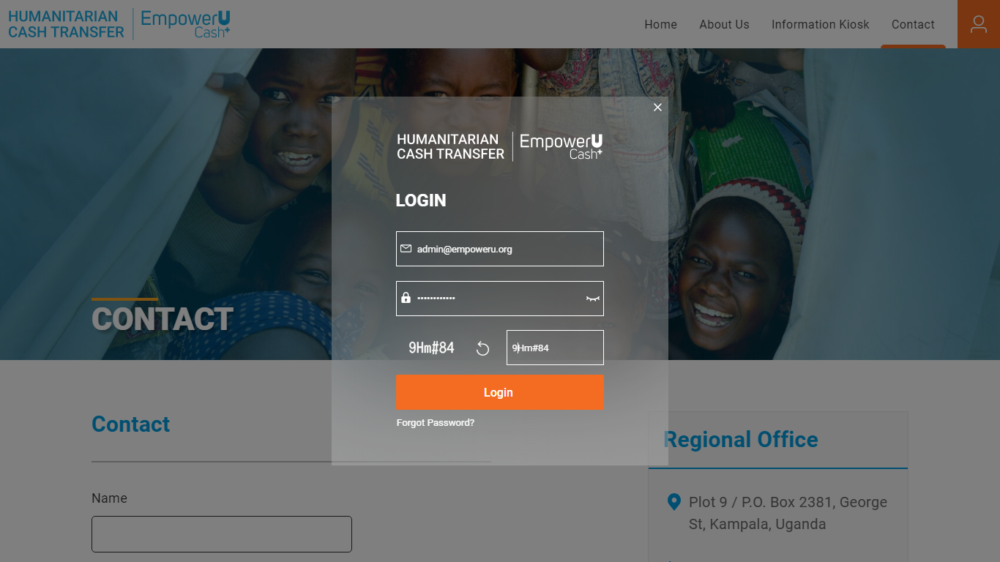 HUMANITARIAN
CASH TRANSFER
EmpowerU
Cash+
Home
About Us
Information Kiosk
Contact
HUMANITARIAN
CASH TRANSFER
EmpowerU
Cash+
LOGIN
admin@empoweru.org
••••••••••••
9Hm#84
9Hm#84
Login
Forgot Password?
CONTACT
Contact
Name
Regional Office
Plot 9 / P.O. Box 2381, George
St, Kampala, Uganda